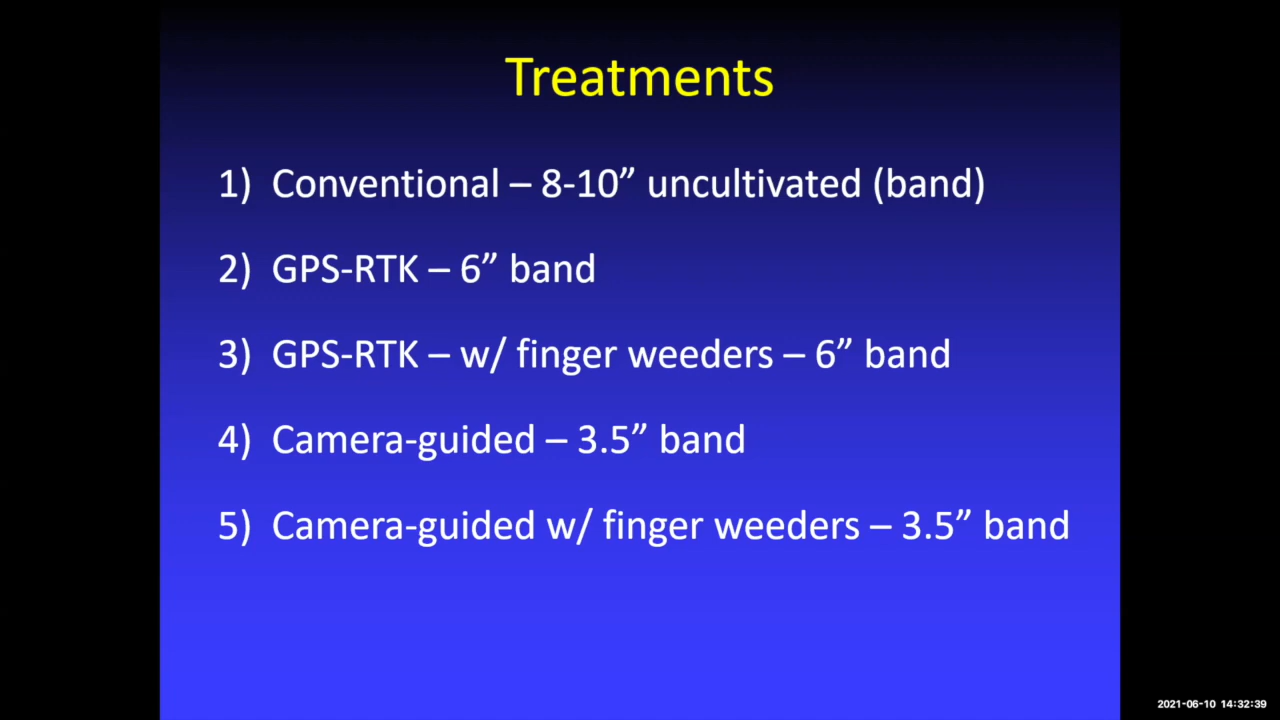 Treatments
1) Conventional – 8-10” uncultivated (band)
2) GPS-RTK – 6” band
3) GPS-RTK – w/ finger weeders – 6” band
4) Camera-guided – 3.5” band
5) Camera-guided w/ finger weeders – 3.5” band
2021-06-10 14:32:39